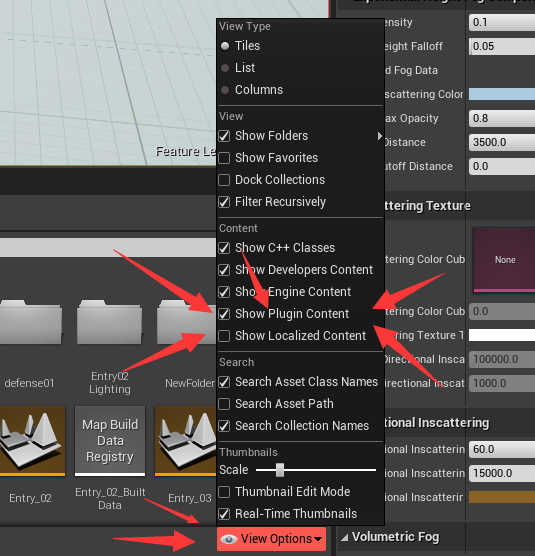 View Type
Tiles
List
Columns
View
Show Folders
Show Favorites
Dock Collections
Filter Recursively
Content
Show C++ Classes
Show Developers Content
Show Engine Content
Show Plugin Content
Show Localized Content
Search
Search Asset Class Names
Search Asset Path
Search Collection Names
Thumbnails
Scale
Thumbnail Edit Mode
Real-Time Thumbnails
View Options
Feature Le
defense01
Entry02
Lighting
NewFolder
Map Build
Data
Registry
Entry_02
Entry_02_Built
Data
Entry_03
ensity 0.1
eight Falloff 0.05
d Fog Data
scattering Color
ax Opacity 0.8
Distance 3500.0
utoff Distance 0.0
ttering Texture
ttering Color Cub None
ttering Color Cub 0.0
ring Texture T
irectional Insca 100000.0
irectional Inscat 1000.0
tional Inscattering
ional Inscatterin 60.0
ional Inscatterin 15000.0
ional Inscatterir
Volumetric Fog